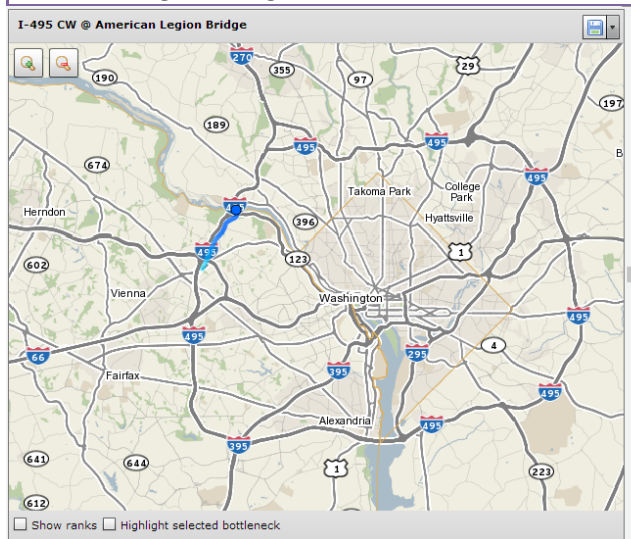 I-495 CW @ American Legion Bridge
270
190
355
97
29
197
189
495
495
674
495
Takoma Park
College
Park
Herndon
396
Hyattsville
495
1
602
123
Vienna
Washington
495
495
4
66
295
Fairfax
395
495
Alexandria
495
641
644
395
1
223
612
Show ranks
Highlight selected bottleneck